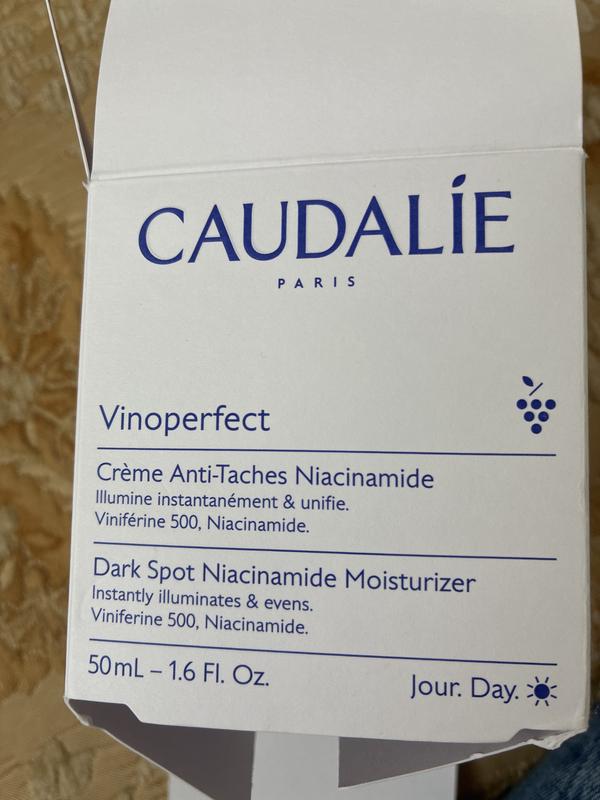 CAUDALÍE
PARIS
Vinoperfect
Crème Anti-Taches Niacinamide
Illumine instantanément & unifie.
Viniférine 500, Niacinamide.
Dark Spot Niacinamide Moisturizer
Instantly illuminates & evens.
Viniferine 500, Niacinamide.
50 mL – 1.6 Fl. Oz.
Jour. Day.